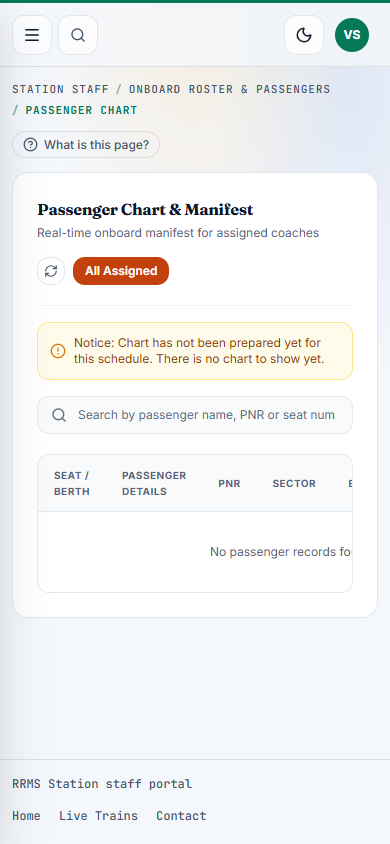 VS
STATION STAFF / ONBOARD ROSTER & PASSENGERS
/ PASSENGER CHART
What is this page?
Passenger Chart & Manifest
Real-time onboard manifest for assigned coaches
All Assigned
Notice: Chart has not been prepared yet for
this schedule. There is no chart to show yet.
Search by passenger name, PNR or seat num
SEAT / BERTH PASSENGER DETAILS PNR SECTOR
No passenger records
RRMS Station staff portal
Home Live Trains Contact